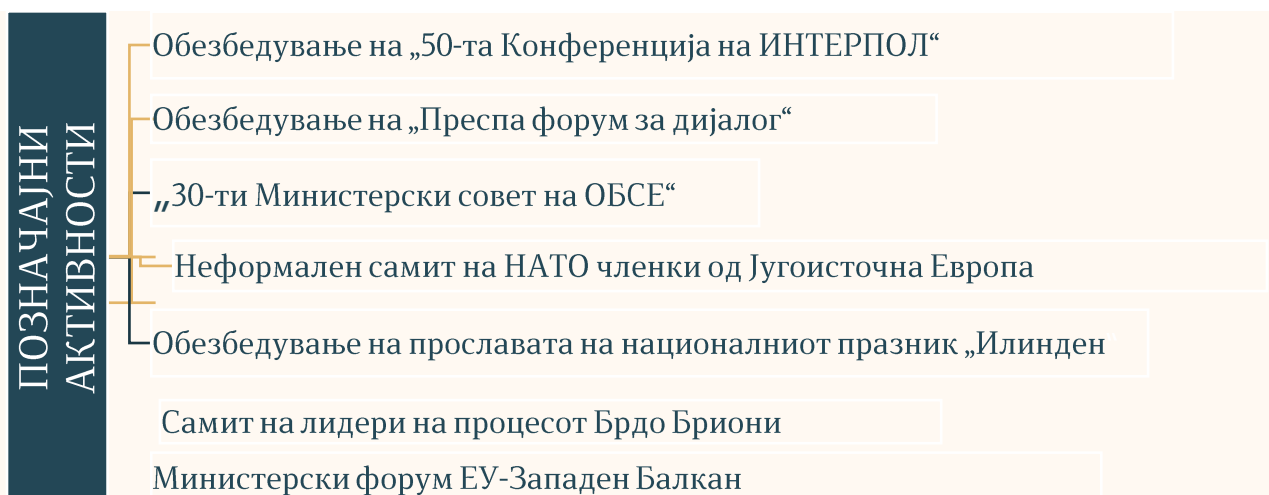 ПОЗНАЧАЈНИ
АКТИВНОСТИ
Обезбедување на „50-та Конференција на ИНТЕРПОЛ“
Обезбедување на „Преспа форум за дијалог“
„30-ти Министерски совет на ОБСЕ“
Неформален самит на НАТО членки од Југоисточна Европа
Обезбедување на прославата на националниот празник „Илинден“
Самит на лидери на процесот Брдо Бриони
Министерски форум ЕУ-Западен Балкан